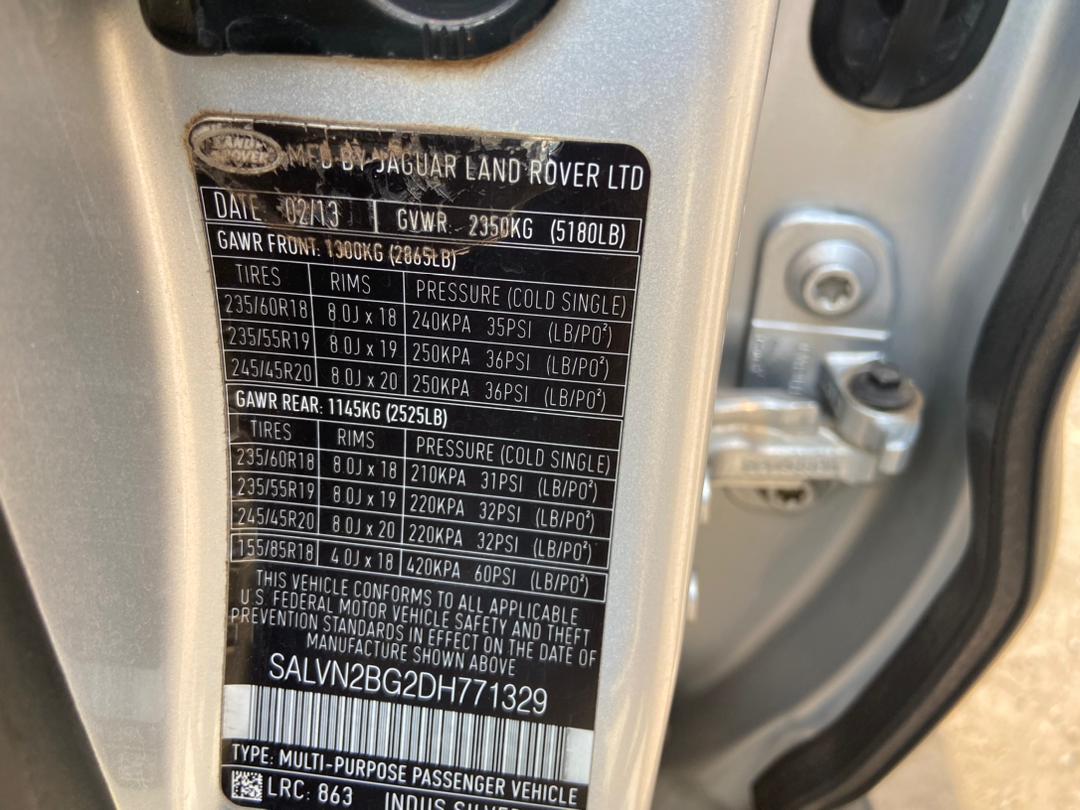 LAND ROVER
MFD BY JAGUAR LAND ROVER LTD
DATE 02/13 GVWR 2350KG (5180LB)
GAWR FRONT: 1300KG (2865LB)
TIRES RIMS PRESSURE (COLD SINGLE)
235/60R18 8.0J x 18 240KPA 35PSI (LB/PO²)
235/55R19 8.0J x 19 250KPA 36PSI (LB/PO²)
245/45R20 8.0J x 20 250KPA 36PSI (LB/PO²)
GAWR REAR: 1145KG (2525LB)
TIRES RIMS PRESSURE (COLD SINGLE)
235/60R18 8.0J x 18 210KPA 31PSI (LB/PO²)
235/55R19 8.0J x 19 220KPA 32PSI (LB/PO²)
245/45R20 8.0J x 20 220KPA 32PSI (LB/PO²)
155/85R18 4.0J x 18 420KPA 60PSI (LB/PO²)
THIS VEHICLE CONFORMS TO ALL APPLICABLE
U.S. FEDERAL MOTOR VEHICLE SAFETY AND THEFT
PREVENTION STANDARDS IN EFFECT ON THE DATE OF
MANUFACTURE SHOWN ABOVE
SALVN2BG2DH771329
TYPE: MULTI-PURPOSE PASSENGER VEHICLE
LRC: 863 INDUS SILVER